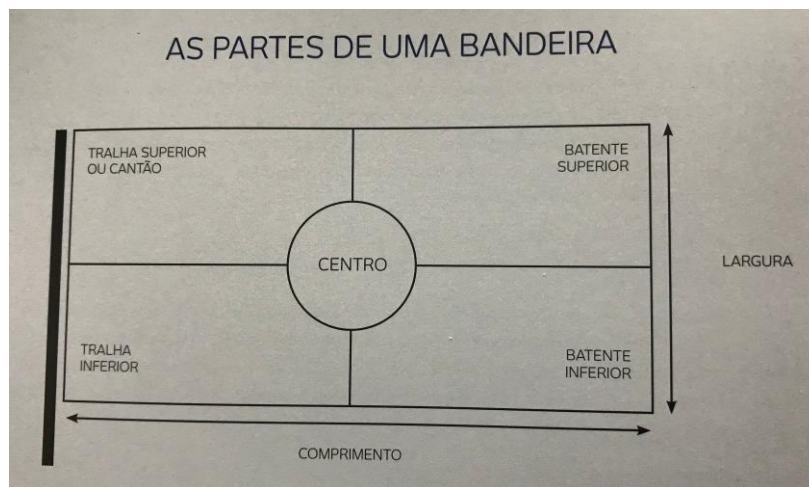 AS PARTES DE UMA BANDEIRA
TRALHA SUPERIOR
OU CANTÃO
BATENTE
SUPERIOR
CENTRO
LARGURA
TRALHA
INFERIOR
BATENTE
INFERIOR
COMPRIMENTO